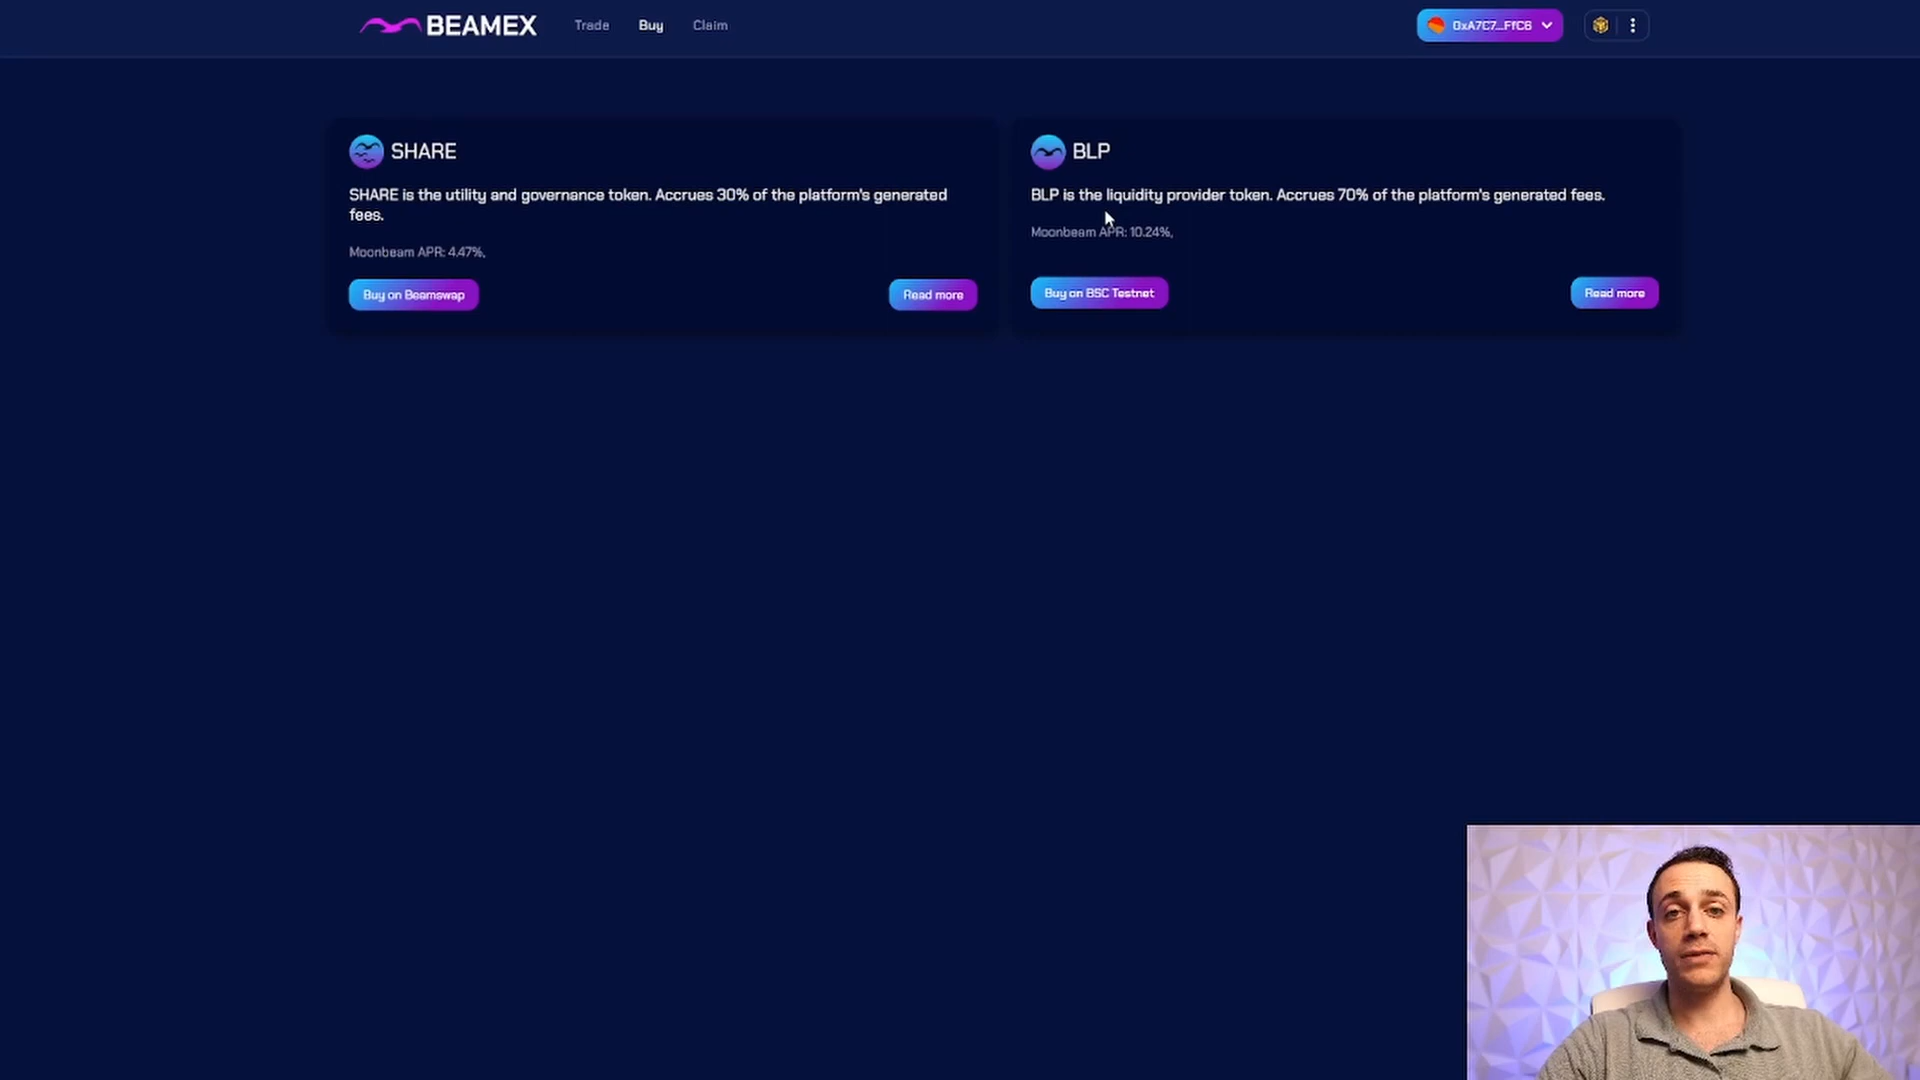 BEAMEX
Trade
Buy
Claim
0xA7C7...FfC6
SHARE
SHARE is the utility and governance token. Accrues 30% of the platform's generated
fees.
Moonbeam APR: 4.47%,
Buy on Beamswap
Read more
BLP
BLP is the liquidity provider token. Accrues 70% of the platform's generated fees.
Moonbeam APR: 10.24%,
Buy on BSC Testnet
Read more